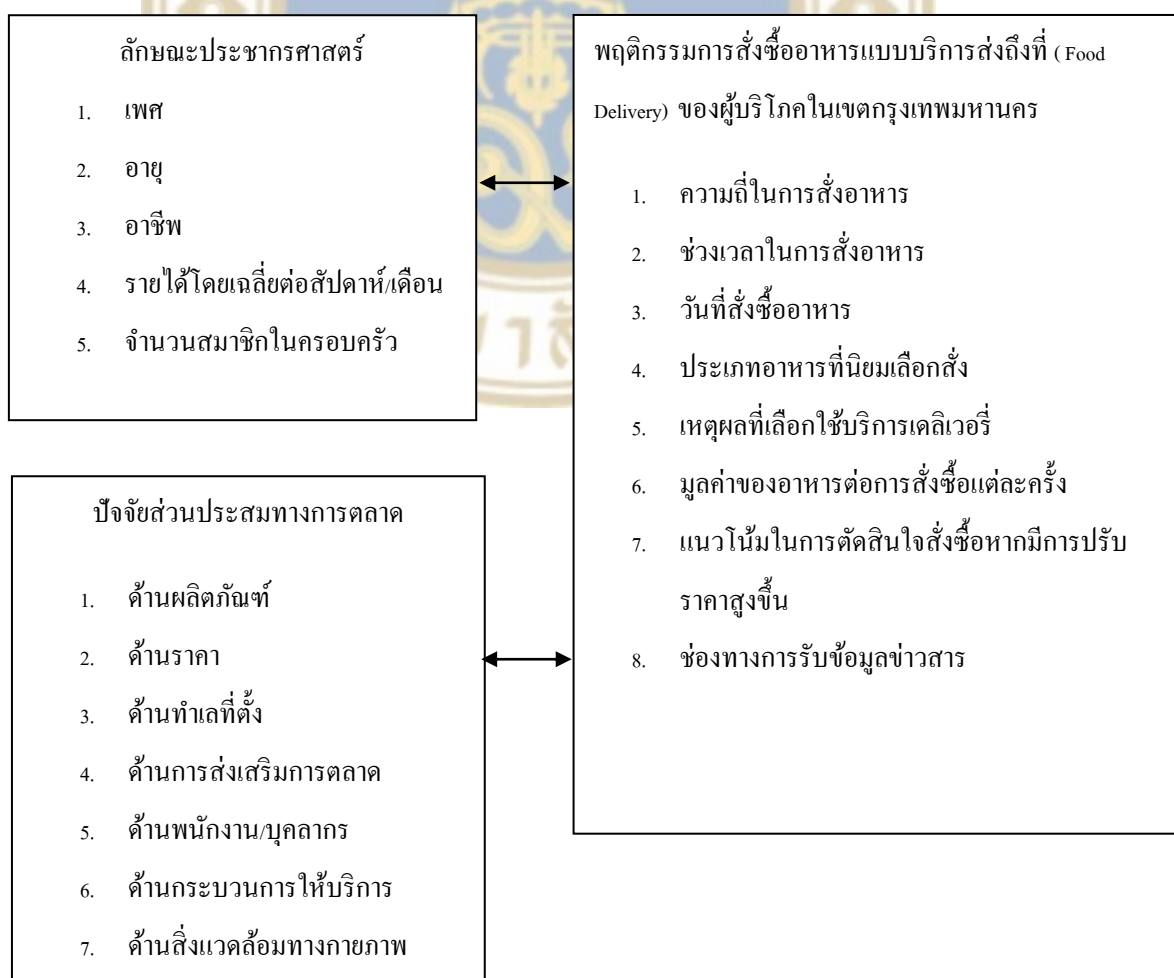 ลักษณะประชากรศาสตร์
1. เพศ
2. อายุ
3. อาชีพ
4. รายได้โดยเฉลี่ยต่อสัปดาห์/เดือน
5. จำนวนสมาชิกในครอบครัว
ปัจจัยส่วนประสมทางการตลาด
1. ด้านผลิตภัณฑ์
2. ด้านราคา
3. ด้านทำเลที่ตั้ง
4. ด้านการส่งเสริมการตลาด
5. ด้านพนักงาน/บุคลากร
6. ด้านกระบวนการให้บริการ
7. ด้านสิ่งแวดล้อมทางกายภาพ
พฤติกรรมการสั่งซื้ออาหารแบบบริการส่งถึงที่ ( Food
Delivery) ของผู้บริโภคในเขตกรุงเทพมหานคร
1. ความถี่ในการสั่งอาหาร
2. ช่วงเวลาในการสั่งอาหาร
3. วันที่สั่งซื้ออาหาร
4. ประเภทอาหารที่นิยมเลือกสั่ง
5. เหตุผลที่เลือกใช้บริการเดลิเวอรี่
6. มูลค่าของอาหารต่อการสั่งซื้อแต่ละครั้ง
7. แนวโน้มในการตัดสินใจสั่งซื้อหากมีการปรับ
ราคาสูงขึ้น
8. ช่องทางการรับข้อมูลข่าวสาร